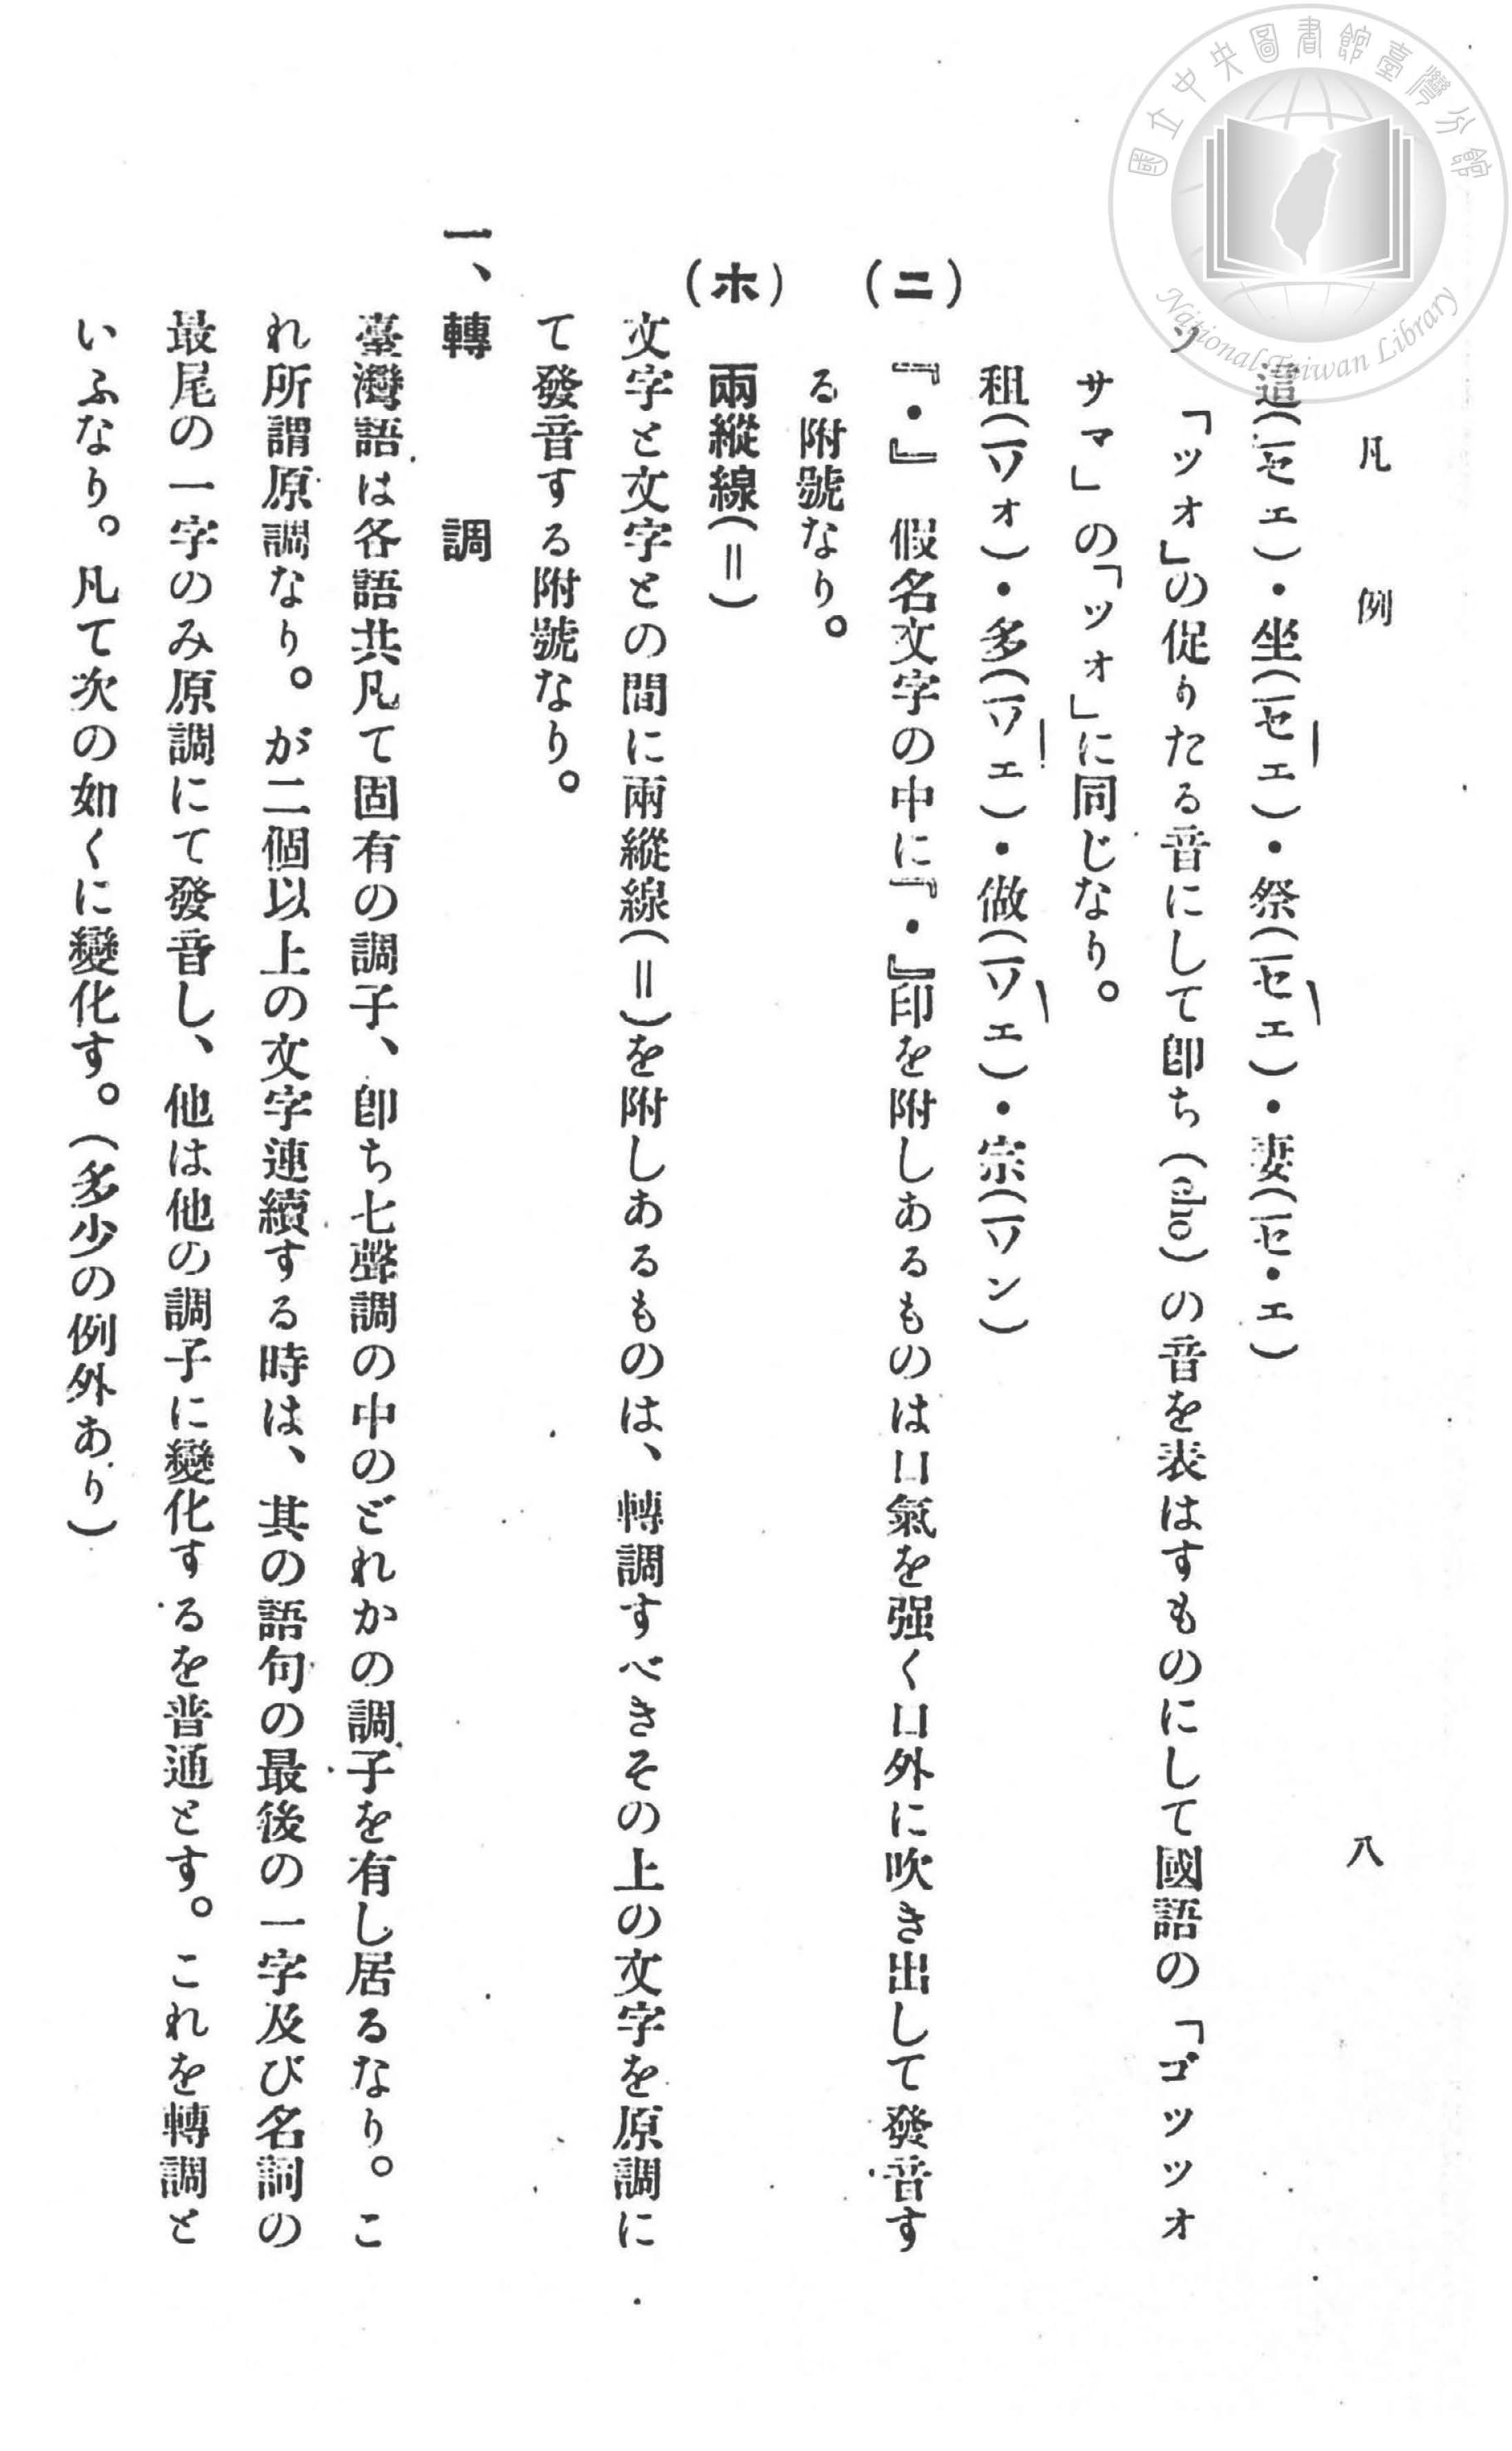 國立中央圖書館臺灣分館
National Taiwan Library
凡例
八
這(セエ)・坐(セエ)・祭(セエ)・妻(セ・エ)
ソ 「ツオ」の促りたる音にして卽ち(cho)の音を表はすものにして國語の「ゴツツオ
サマ」の「ツオ」に同じなり。
租(ソオ)・多(ソエ)・做(ソエ)・宗(ソン)
(ニ) 『・』 假名文字の中に『・』印を附しあるものは口氣を强く口外に吹き出して發音す
る附號なり。
(ホ) 兩縱線(=)
文字と文字との間に兩縱線(=)を附しあるものは、轉調すべきその上の文字を原調に
て發音する附號なり。
一、轉調
臺灣語は各語共凡て固有の調子、卽ち七聲調の中のどれかの調子を有し居るなり。こ
れ所謂原調なり。が二個以上の文字連續する時は、其の語句の最後の一字及び名詞の
最尾の一字のみ原調にて發音し、他は他の調子に變化するを普通とす。これを轉調と
いふなり。凡て次の如くに變化す。(多少の例外あり)